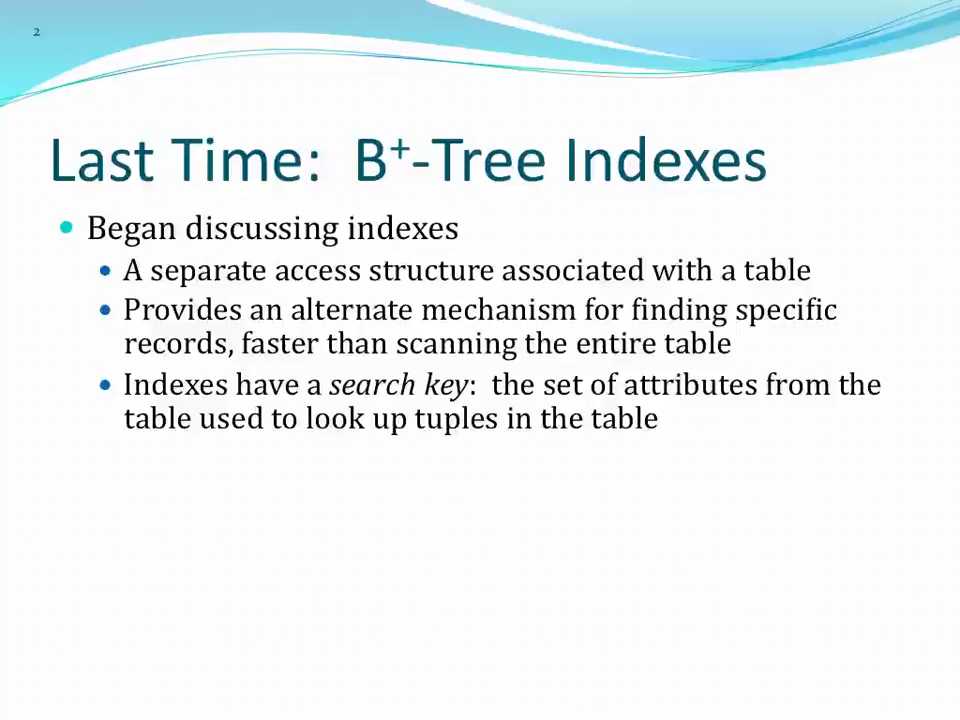 2
Last Time:  B⁺-Tree Indexes
• Began discussing indexes
• A separate access structure associated with a table
• Provides an alternate mechanism for finding specific
records, faster than scanning the entire table
• Indexes have a search key:  the set of attributes from the
table used to look up tuples in the table